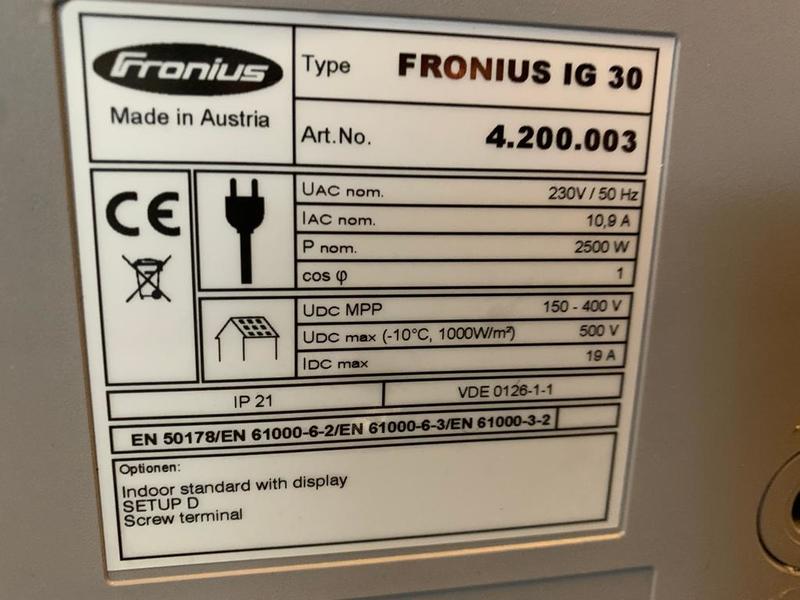 Fronius
Made in Austria
Type FRONIUS IG 30
Art.No. 4.200.003
CE
UAC nom. 230V / 50 Hz
IAC nom. 10,9 A
P nom. 2500 W
cos φ 1
UDC MPP 150 - 400 V
UDC max (-10°C, 1000W/m²) 500 V
IDC max 19 A
IP 21 VDE 0126-1-1
EN 50178/EN 61000-6-2/EN 61000-6-3/EN 61000-3-2
Optionen:
Indoor standard with display
SETUP D
Screw terminal